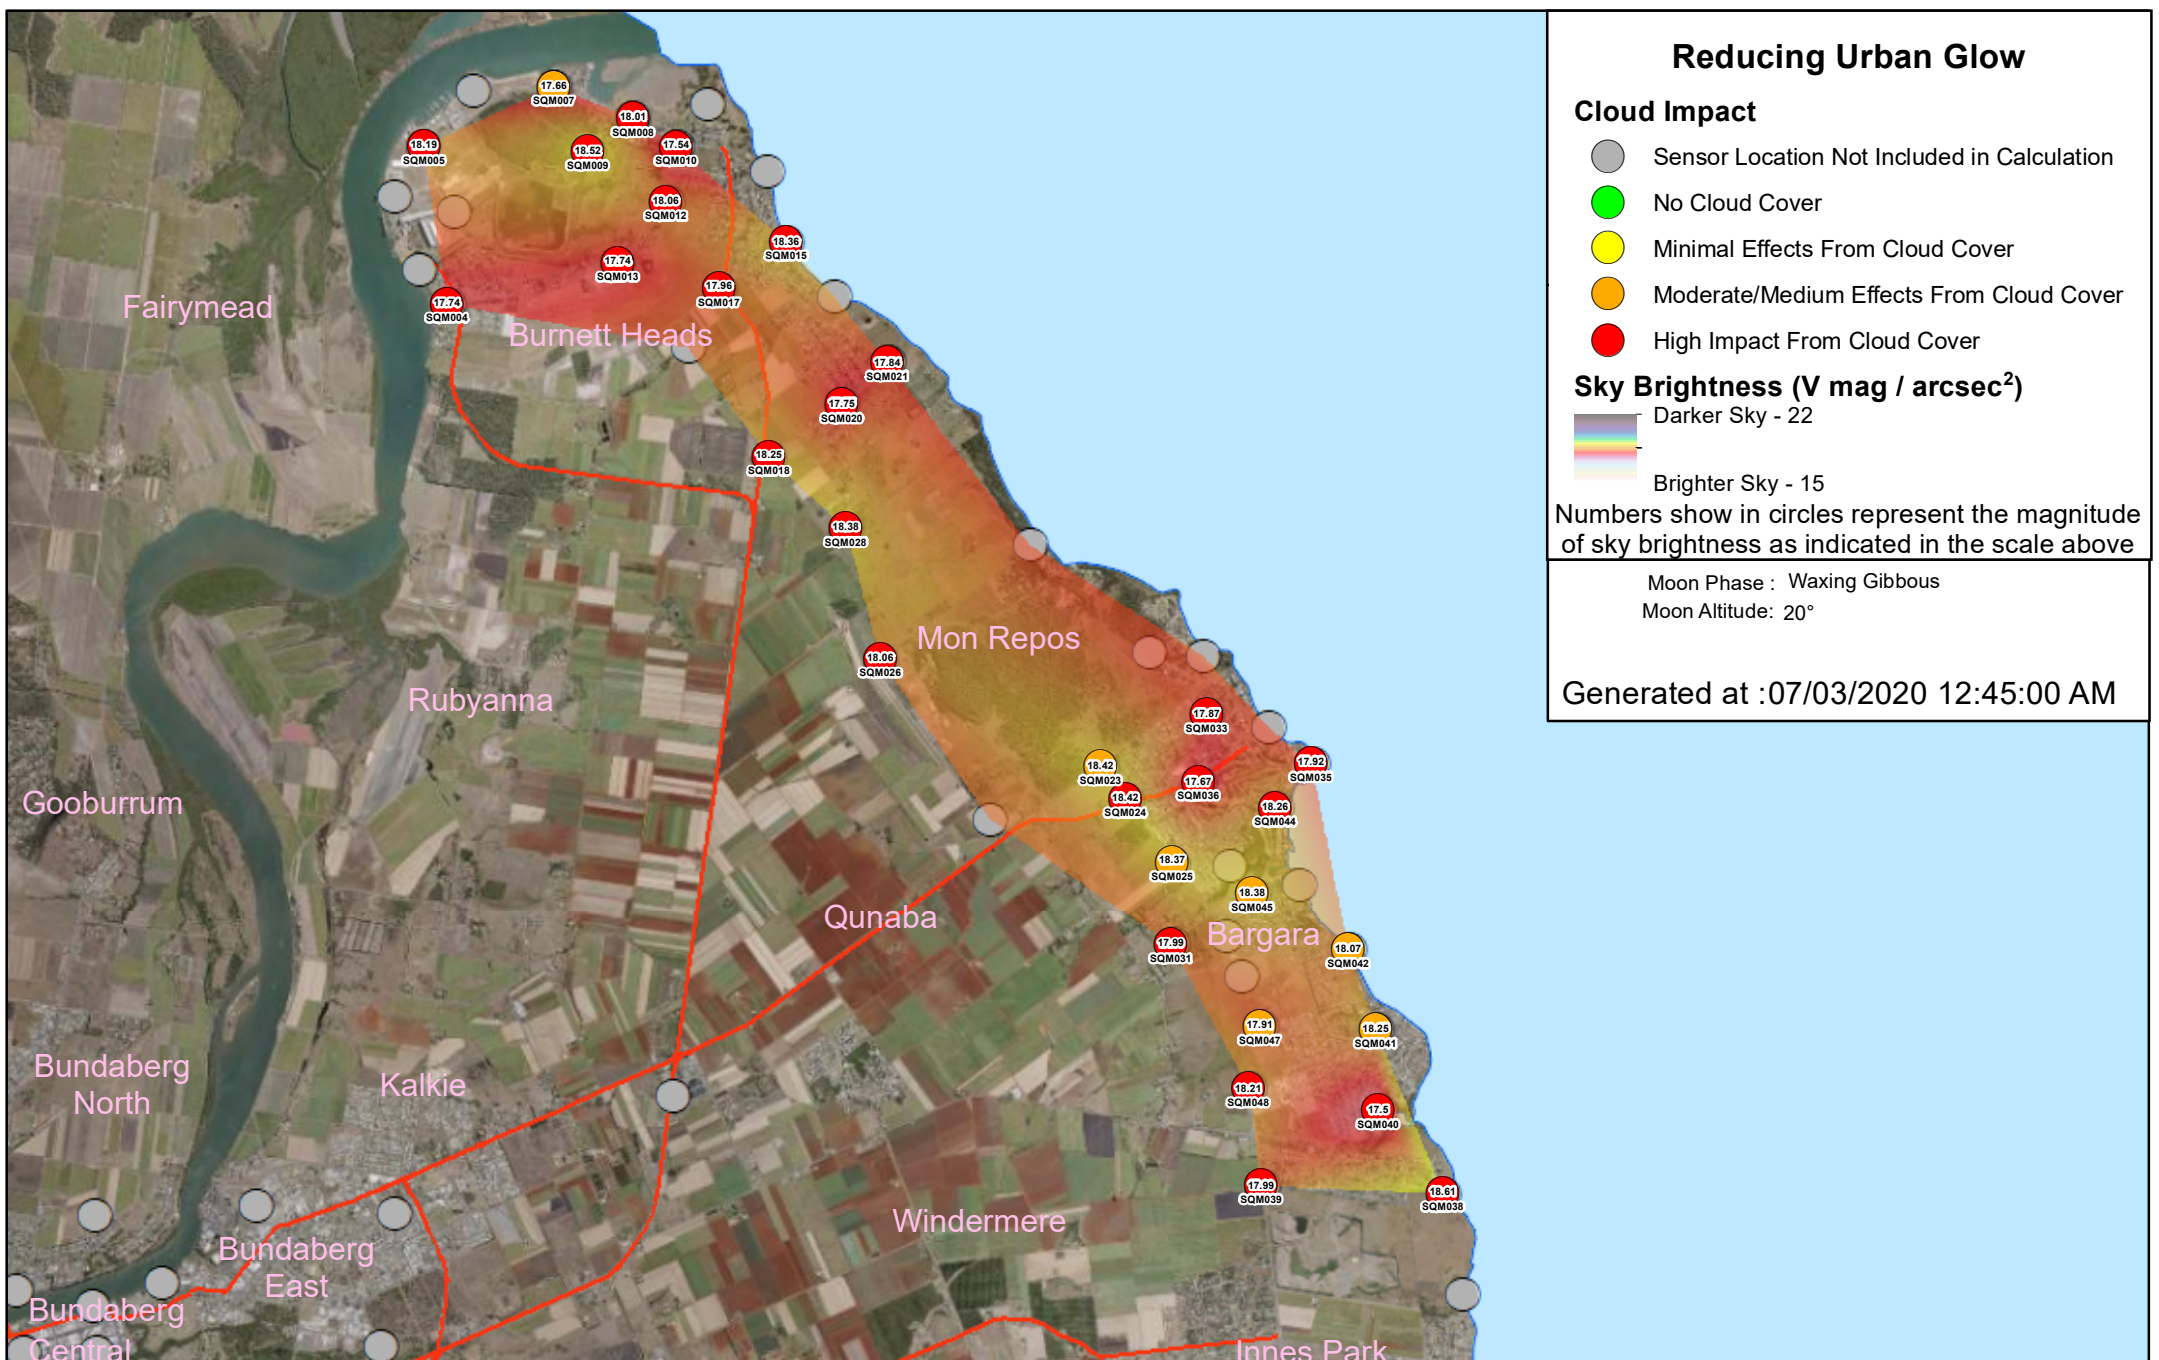 Reducing Urban Glow
Cloud Impact
Sensor Location Not Included in Calculation
No Cloud Cover
Minimal Effects From Cloud Cover
Moderate/Medium Effects From Cloud Cover
High Impact From Cloud Cover
Sky Brightness (V mag / arcsec²)
Darker Sky - 22
Brighter Sky - 15
Numbers show in circles represent the magnitude
of sky brightness as indicated in the scale above
Moon Phase : Waxing Gibbous
Moon Altitude: 20°
Generated at :07/03/2020 12:45:00 AM
17.66
SQM007
18.01
SQM008
18.19
SQM005
18.52
SQM009
17.54
SQM010
18.06
SQM012
18.36
SQM015
17.74
SQM013
17.96
SQM017
17.74
SQM004
Fairymead
Burnett Heads
17.84
SQM021
17.75
SQM020
18.25
SQM018
18.38
SQM028
Mon Repos
18.06
SQM026
Rubyanna
17.87
SQM033
18.42
SQM023
17.92
SQM035
17.67
SQM036
18.42
SQM024
18.26
SQM044
Gooburrum
18.37
SQM025
18.38
SQM045
Qunaba
Bargara
17.99
SQM031
18.07
SQM042
17.91
SQM047
18.25
SQM041
Bundaberg
North
Kalkie
18.21
SQM048
17.5
SQM040
17.99
SQM039
18.61
SQM038
Windermere
Bundaberg
East
Bundaberg
Central
Innes Park